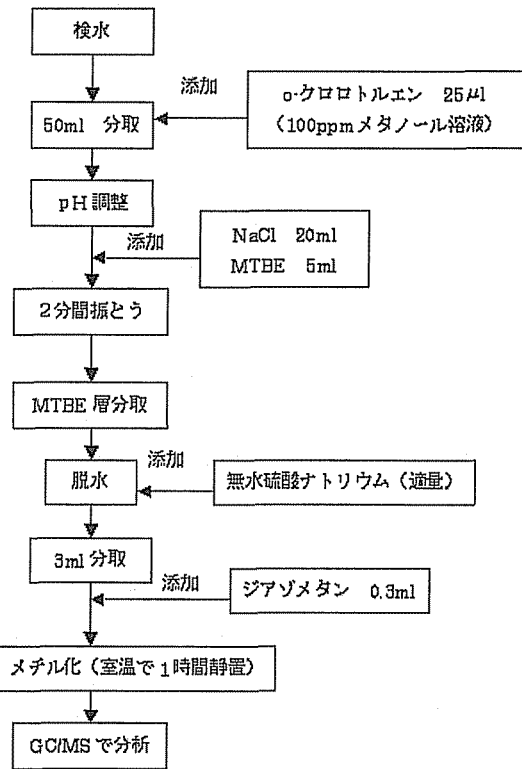 検水
添加
o-クロロトルエン 25μl
(100ppmメタノール溶液)
50ml 分取
pH調整
添加
NaCl 20ml
MTBE 5ml
2分間振とう
MTBE 層分取
添加
脱水
無水硫酸ナトリウム(適量)
3ml 分取
添加
ジアゾメタン 0.3ml
メチル化(室温で1時間静置)
GC/MSで分析